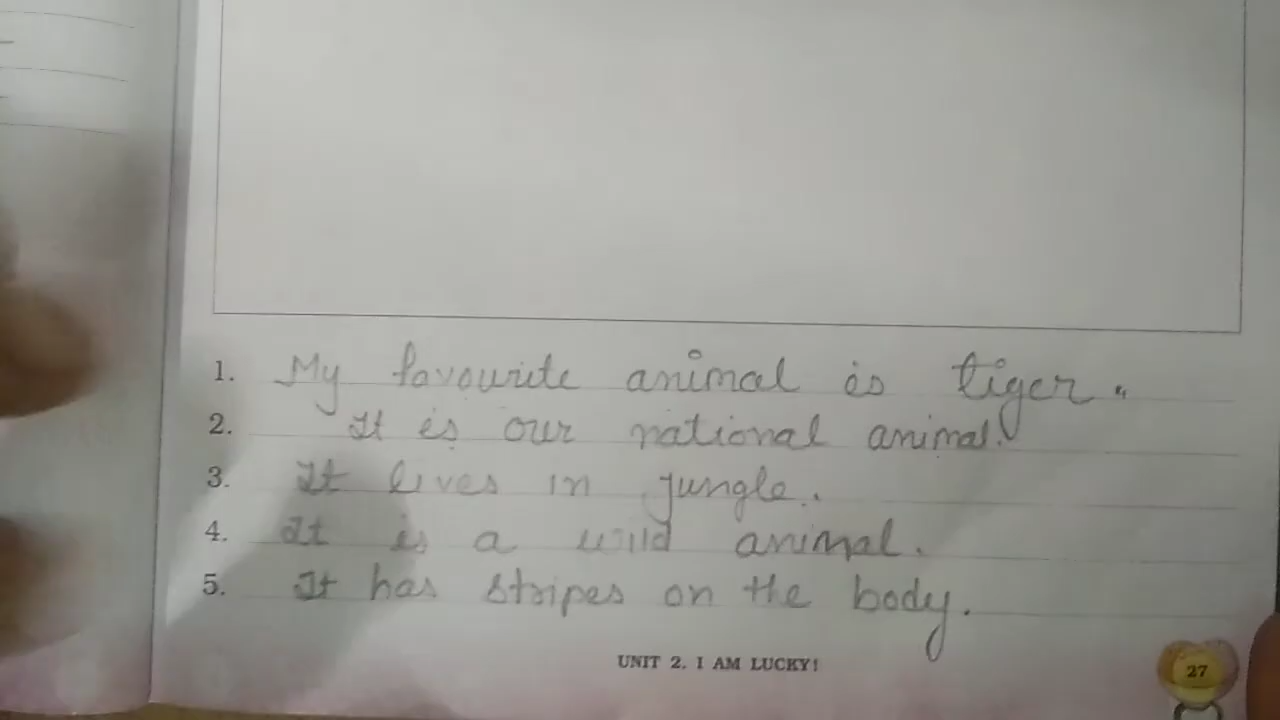 1. My favourite animal is tiger.
2. It is our national animal.
3. It lives in jungle.
4. It is a wild animal.
5. It has stripes on the body.
UNIT 2. I AM LUCKY!
27